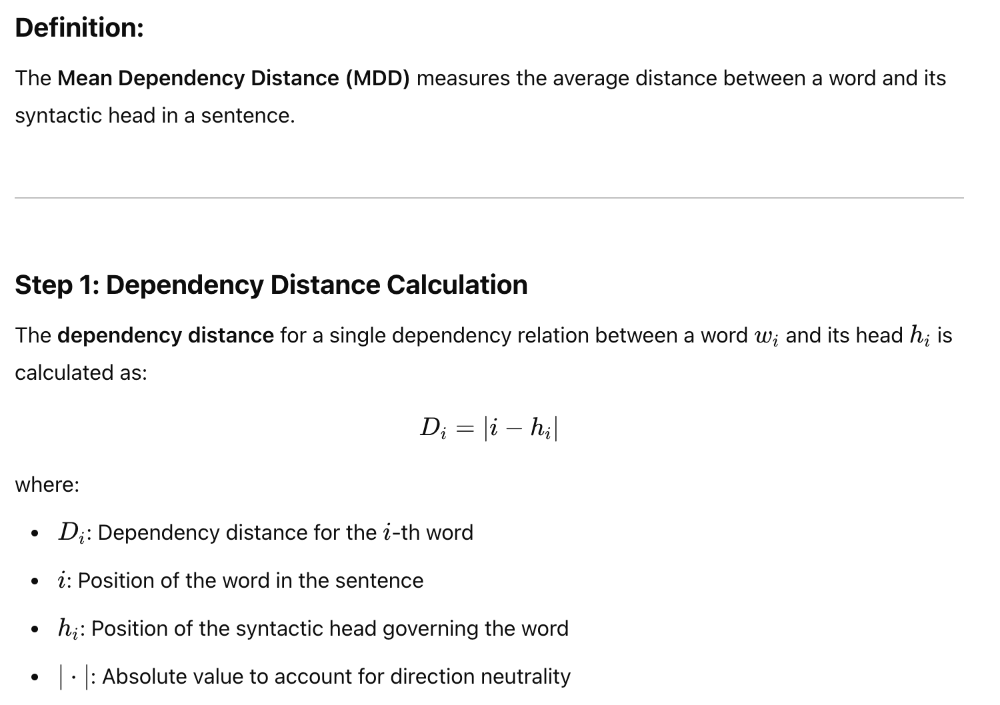 Definition:
The Mean Dependency Distance (MDD) measures the average distance between a word and its
syntactic head in a sentence.
Step 1: Dependency Distance Calculation
The dependency distance for a single dependency relation between a word $w_i$ and its head $h_i$ is
calculated as:
$D_i = |i - h_i|$
where:
• $D_i$: Dependency distance for the $i$-th word
• $i$: Position of the word in the sentence
• $h_i$: Position of the syntactic head governing the word
• $|\cdot|$: Absolute value to account for direction neutrality